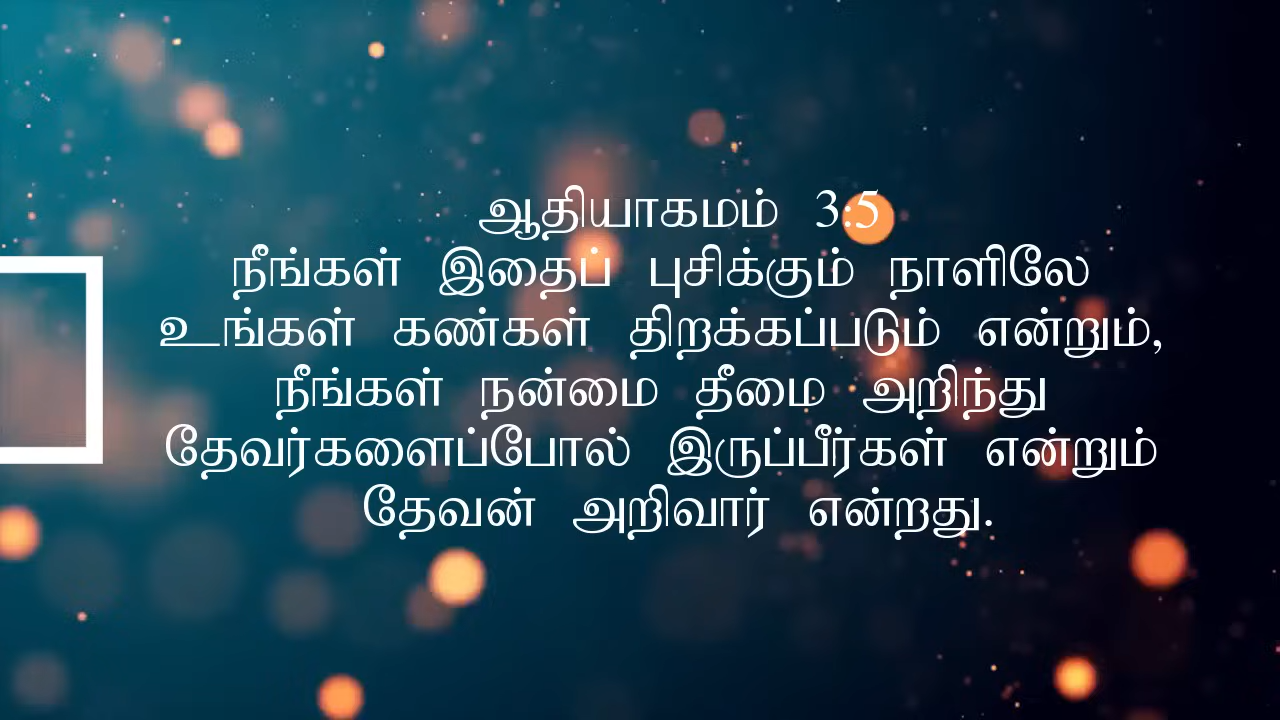 ஆதியாகமம் 3:5
நீங்கள் இதைப் புசிக்கும் நாளிலே
உங்கள் கண்கள் திறக்கப்படும் என்றும்,
நீங்கள் நன்மை தீமை அறிந்து
தேவர்களைப்போல் இருப்பீர்கள் என்றும்
தேவன் அறிவார் என்றது.